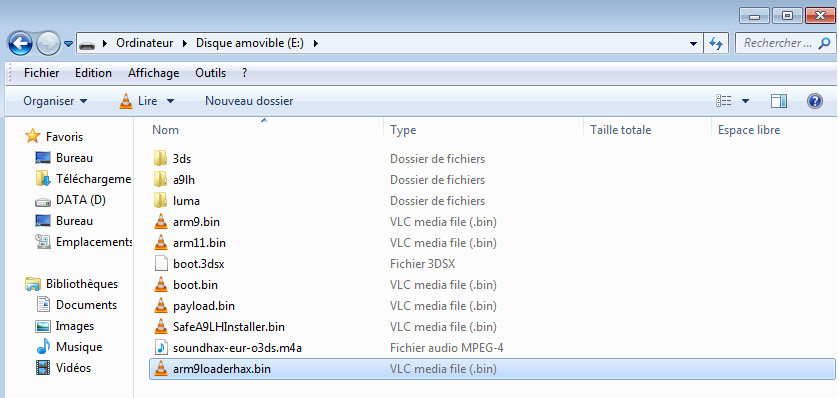 Ordinateur Disque amovible (E:)
Rechercher ...
Fichier Edition Affichage Outils ?
Organiser Lire Nouveau dossier
Favoris
Bureau
Téléchargeme
DATA (D)
Bureau
Emplacements
Bibliothèques
Documents
Images
Musique
Vidéos
Nom Type Taille totale Espace libre
3ds Dossier de fichiers
a9lh Dossier de fichiers
luma Dossier de fichiers
arm9.bin VLC media file (.bin)
arm11.bin VLC media file (.bin)
boot.3dsx Fichier 3DSX
boot.bin VLC media file (.bin)
payload.bin VLC media file (.bin)
SafeA9LHInstaller.bin VLC media file (.bin)
soundhax-eur-o3ds.m4a Fichier audio MPEG-4
arm9loaderhax.bin VLC media file (.bin)